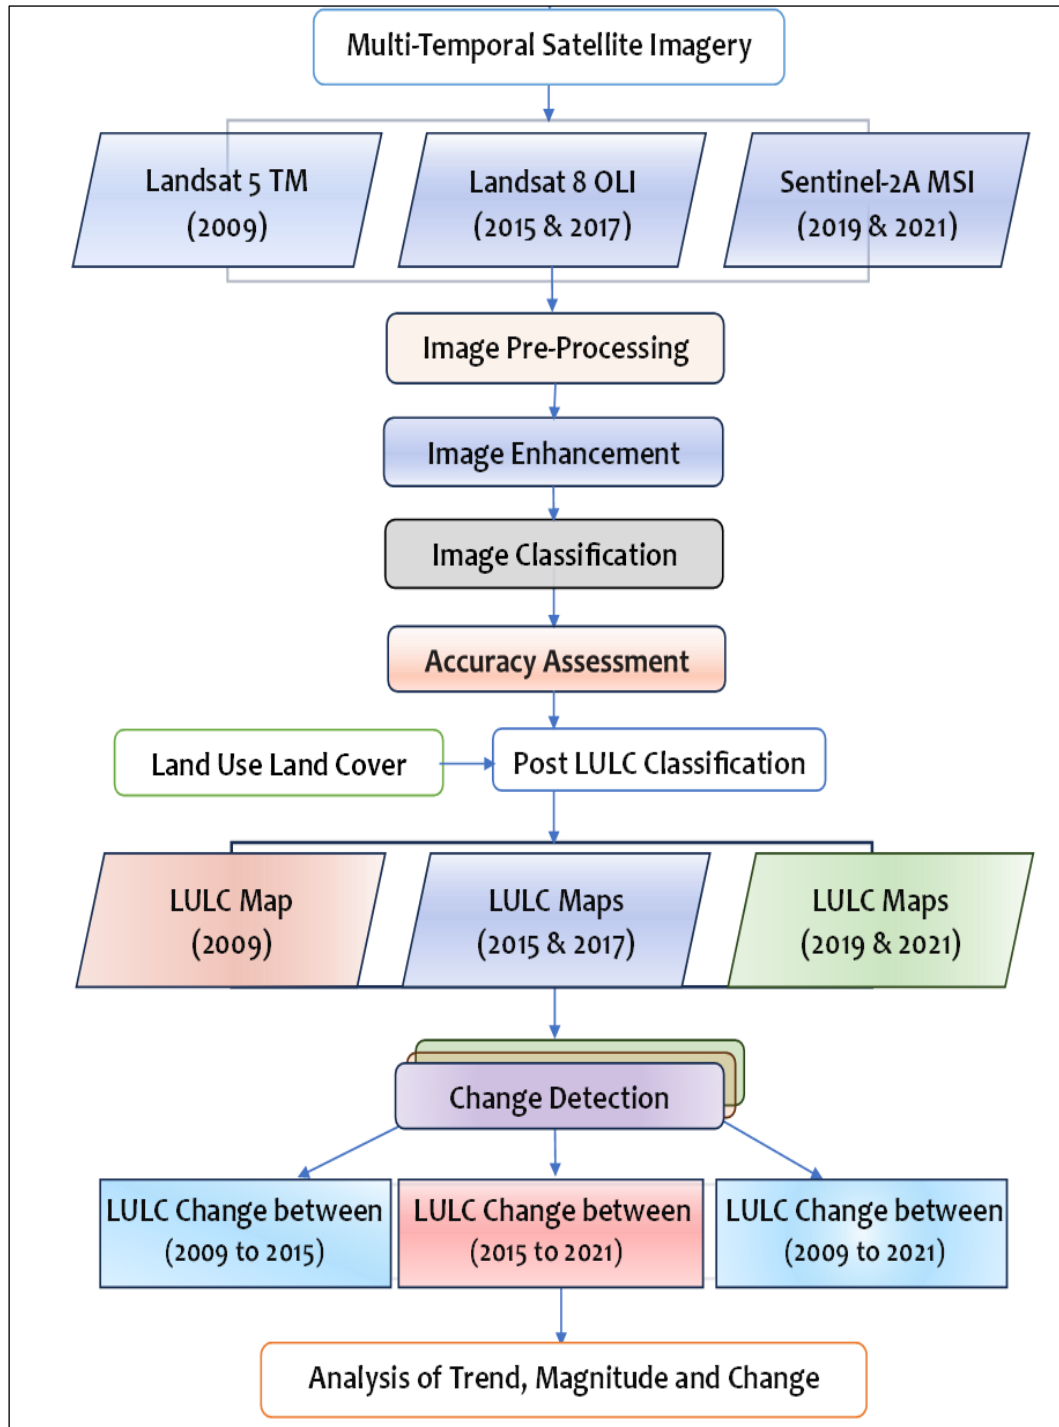 Multi-Temporal Satellite Imagery
Landsat 5 TM
(2009)
Landsat 8 OLI
(2015 & 2017)
Sentinel-2A MSI
(2019 & 2021)
Image Pre-Processing
Image Enhancement
Image Classification
Accuracy Assessment
Land Use Land Cover
Post LULC Classification
LULC Map
(2009)
LULC Maps
(2015 & 2017)
LULC Maps
(2019 & 2021)
Change Detection
LULC Change between
(2009 to 2015)
LULC Change between
(2015 to 2021)
LULC Change between
(2009 to 2021)
Analysis of Trend, Magnitude and Change